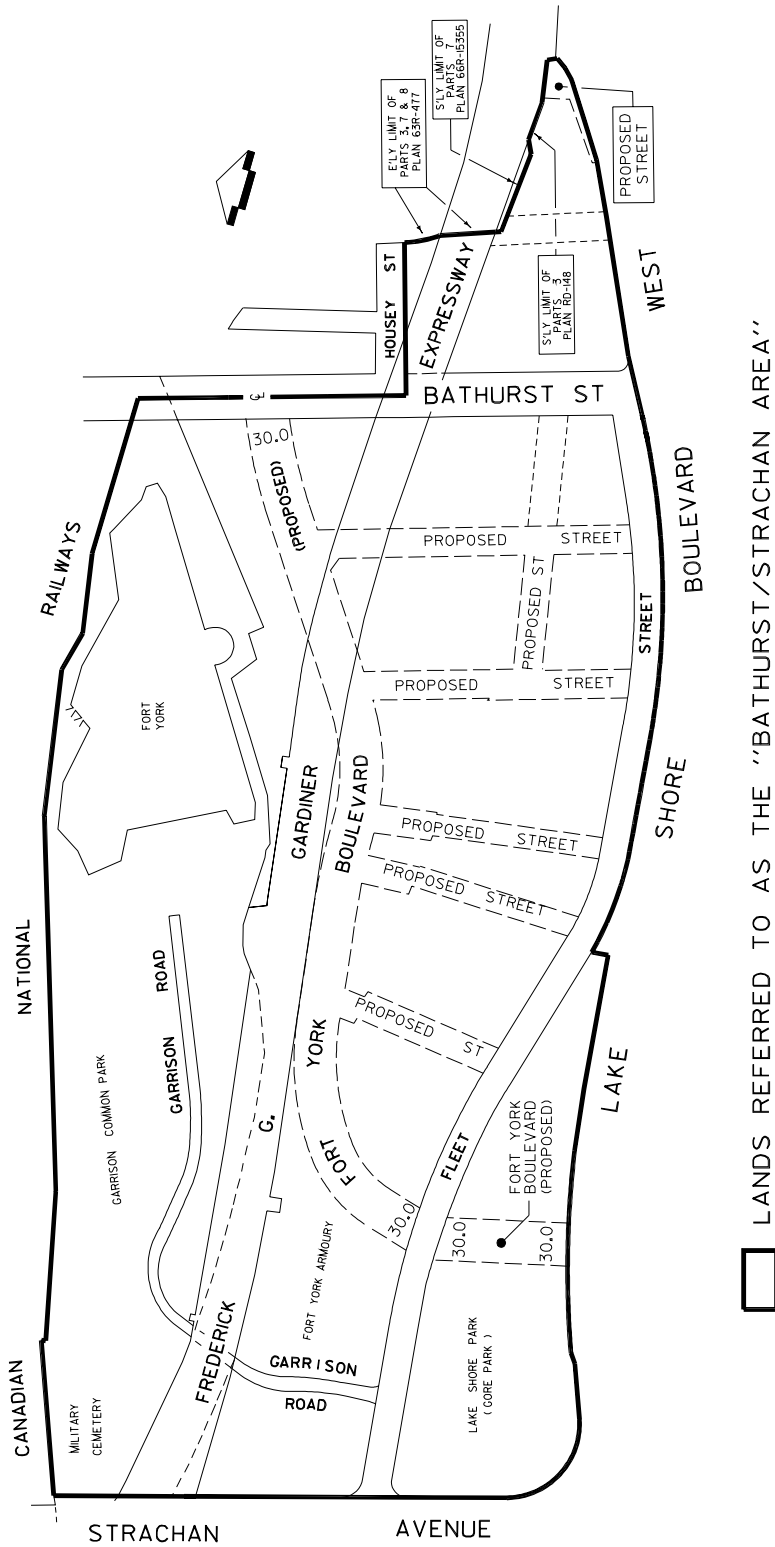 CANADIAN
NATIONAL
RAILWAYS
MILITARY
CEMETERY
GARRISON COMMON PARK
GARRISON
ROAD
FORT
YORK
HOUSEY ST
E'LY LIMIT OF
PARTS 3, 7 & 8
PLAN 63R-477
S'LY LIMIT OF
PARTS 7
PLAN 66R-15355
S'LY LIMIT OF
PARTS 3
PLAN RD-148
PROPOSED
STREET
FREDERICK
G.
GARDINER
EXPRESSWAY
BATHURST ST
℄
30.0
(PROPOSED)
FORT
YORK
BOULEVARD
30.0
FORT YORK ARMOURY
GARRISON
ROAD
PROPOSED ST
PROPOSED STREET
PROPOSED STREET
PROPOSED STREET
PROPOSED ST
PROPOSED STREET
FLEET
STREET
FORT YORK
BOULEVARD
(PROPOSED)
30.0
30.0
LAKE SHORE PARK
( GORE PARK )
STRACHAN
AVENUE
LAKE
SHORE
BOULEVARD
WEST
LANDS REFERRED TO AS THE "BATHURST/STRACHAN AREA"